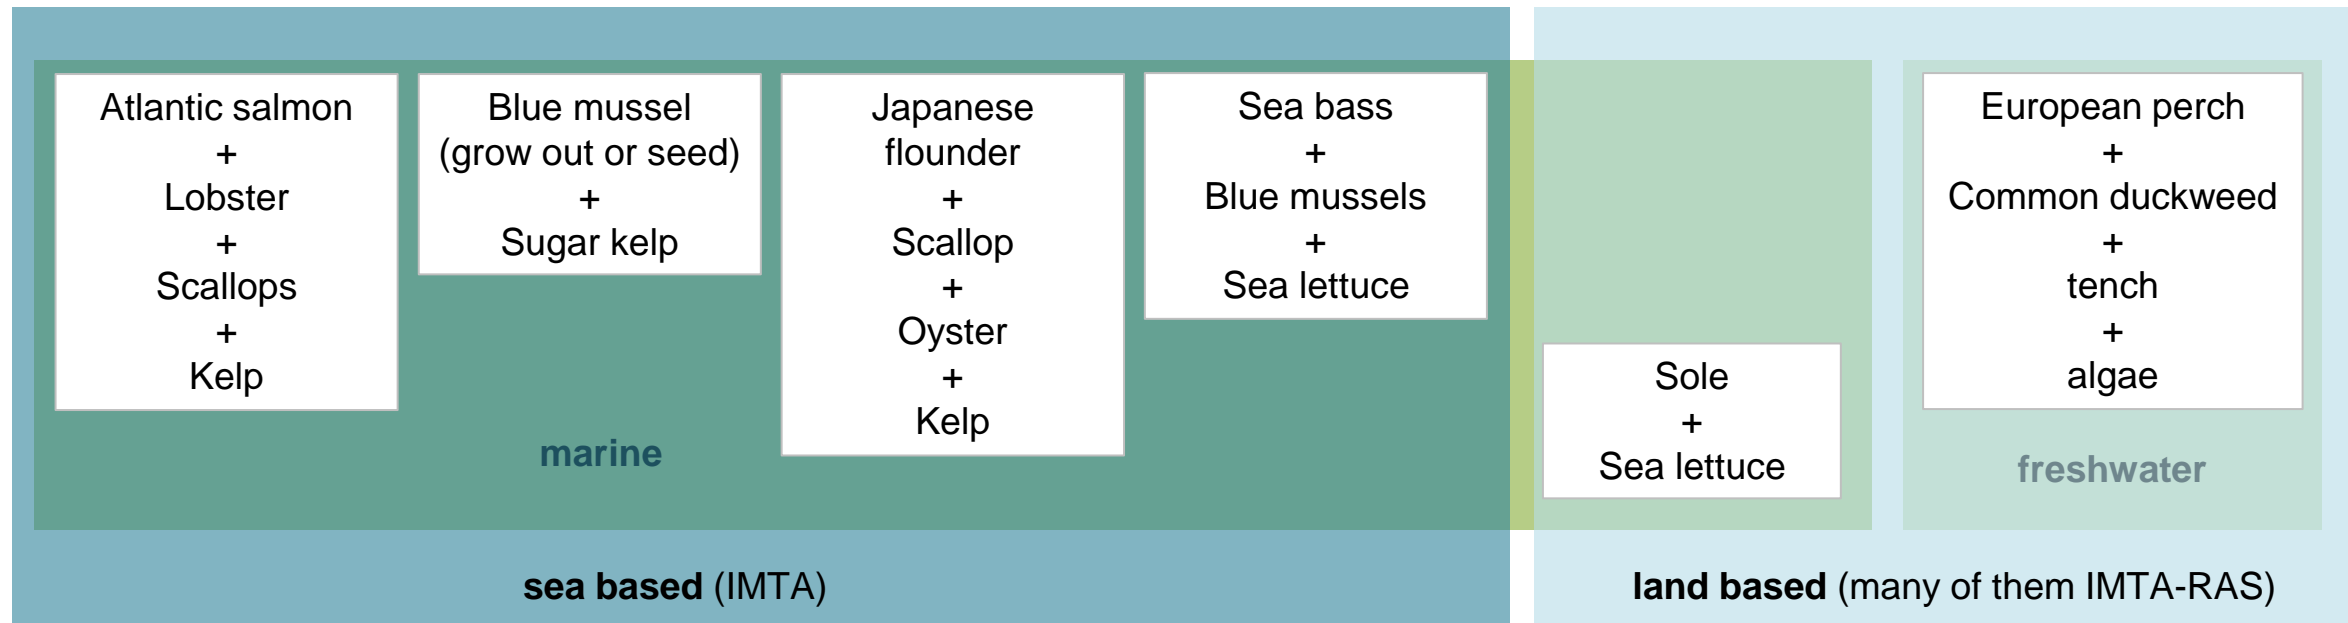 Atlantic salmon
+
Lobster
+
Scallops
+
Kelp
Blue mussel
(grow out or seed)
+
Sugar kelp
Japanese
flounder
+
Scallop
+
Oyster
+
Kelp
Sea bass
+
Blue mussels
+
Sea lettuce
marine
sea based (IMTA)
Sole
+
Sea lettuce
European perch
+
Common duckweed
+
tench
+
algae
freshwater
land based (many of them IMTA-RAS)